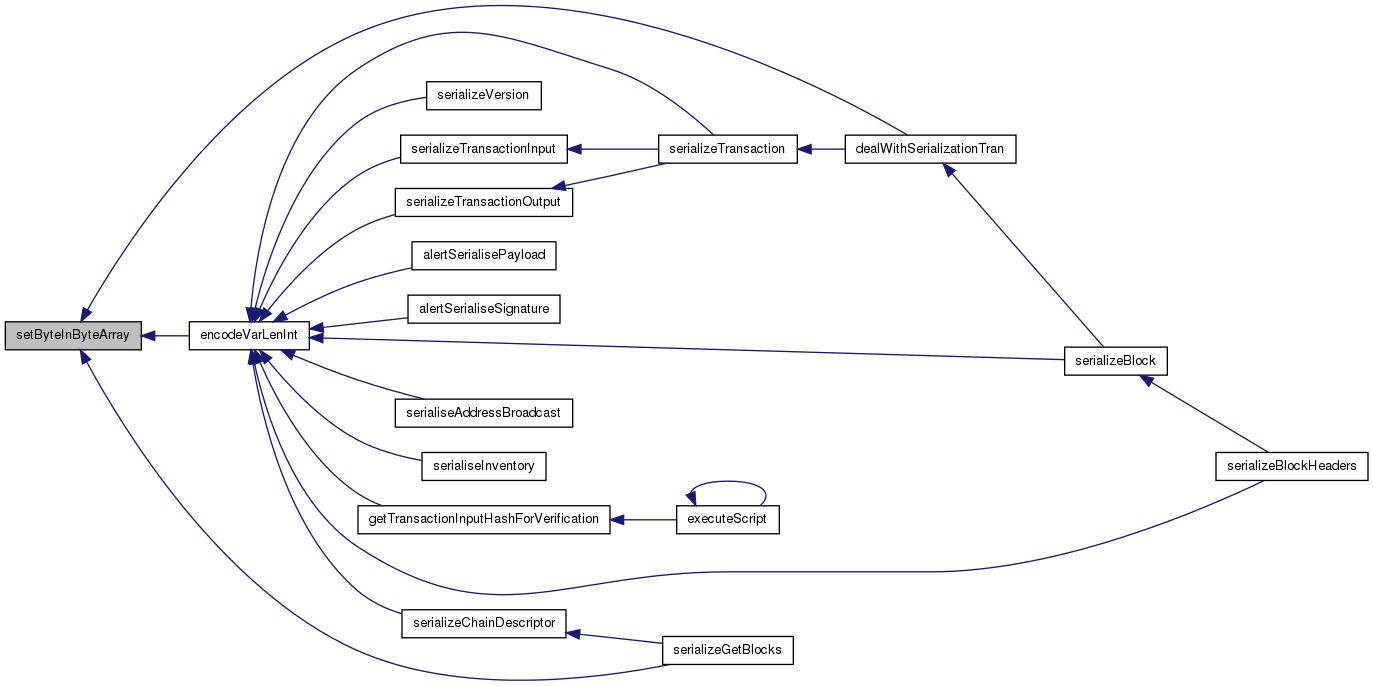 serializeVersion
serializeTransactionInput
serializeTransaction
dealWithSerializationTran
serializeTransactionOutput
alertSerialisePayload
alertSerialiseSignature
setByteInByteArray
encodeVarLenInt
serializeBlock
serialiseAddressBroadcast
serialiseInventory
serializeBlockHeaders
getTransactionInputHashForVerification
executeScript
serializeChainDescriptor
serializeGetBlocks